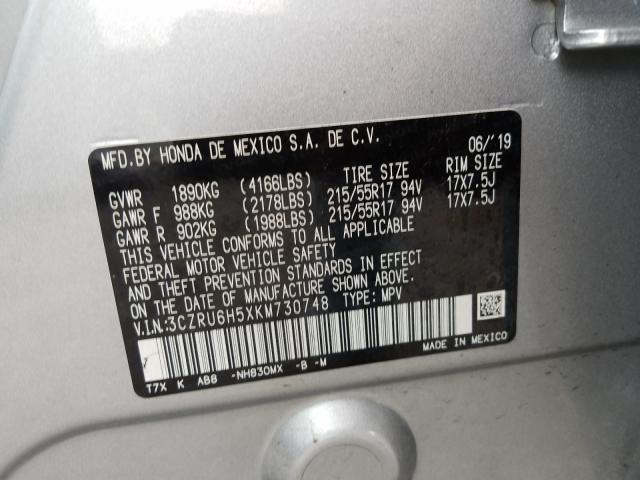 MFD. BY HONDA DE MEXICO S.A. DE C.V. 06/'19
GVWR 1890KG (4166LBS) TIRE SIZE RIM SIZE
GAWR F 988KG (2178LBS) 215/55R17 94V 17X7.5J
GAWR R 902KG (1988LBS) 215/55R17 94V 17X7.5J
THIS VEHICLE CONFORMS TO ALL APPLICABLE
FEDERAL MOTOR VEHICLE SAFETY
AND THEFT PREVENTION STANDARDS IN EFFECT
ON THE DATE OF MANUFACTURE SHOWN ABOVE.
V.I.N:3CZRU6H5XKM730748 TYPE: MPV
MADE IN MEXICO
T7X K AB8 -NH830MX -B -M